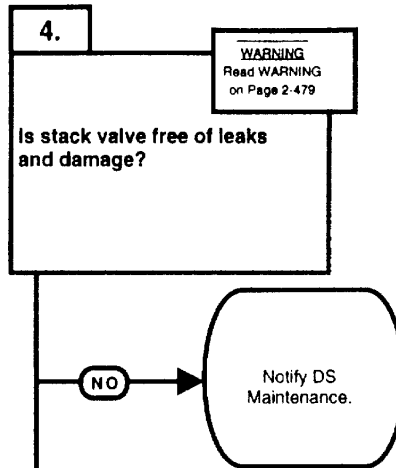 4.
WARNING
Read WARNING
on Page 2-479
Is stack valve free of leaks
and damage?
NO
Notify DS
Maintenance.